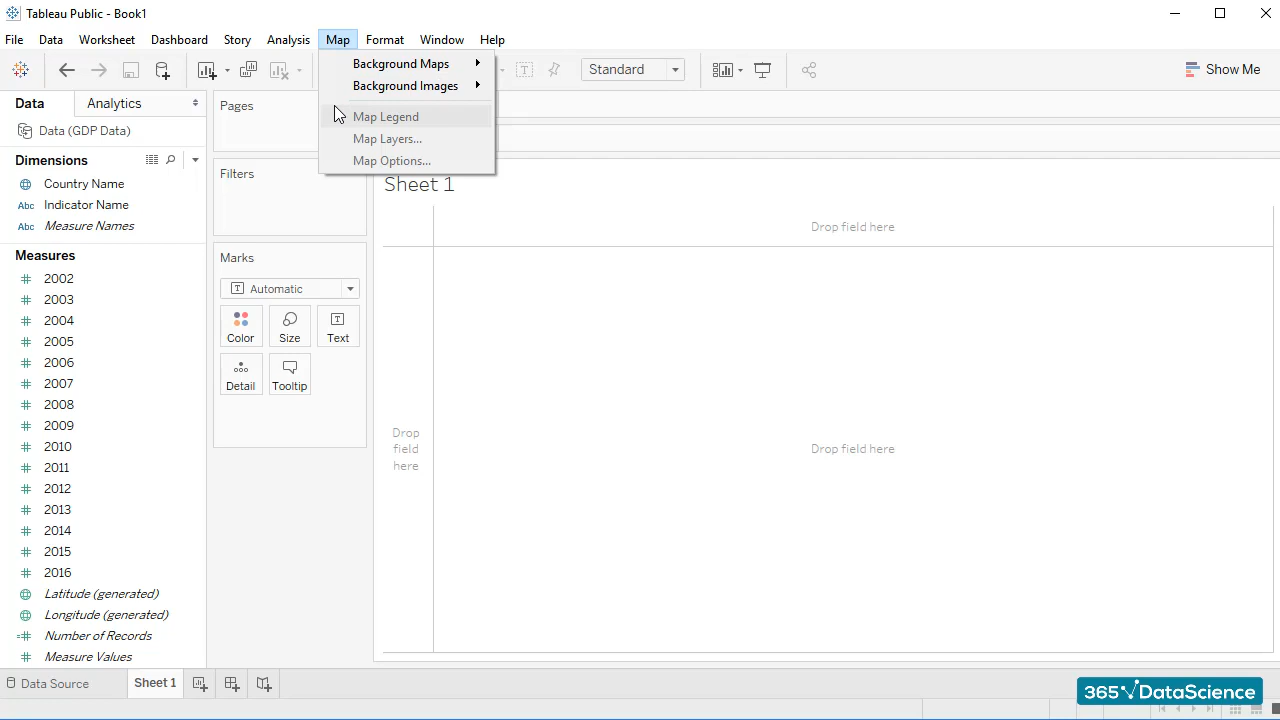 Tableau Public - Book1
File Data Worksheet Dashboard Story Analysis Map Format Window Help
Background Maps
Background Images
Map Legend
Map Layers...
Map Options...
Standard
Show Me
Data Analytics
Data (GDP Data)
Dimensions
Country Name
Abc Indicator Name
Abc Measure Names
Measures
2002
2003
2004
2005
2006
2007
2008
2009
2010
2011
2012
2013
2014
2015
2016
Latitude (generated)
Longitude (generated)
Number of Records
Measure Values
Pages
Filters
Marks
Automatic
Color Size Text
Detail Tooltip
Sheet 1
Drop field here
Drop
field
here
Drop field here
Data Source Sheet 1
365 DataScience